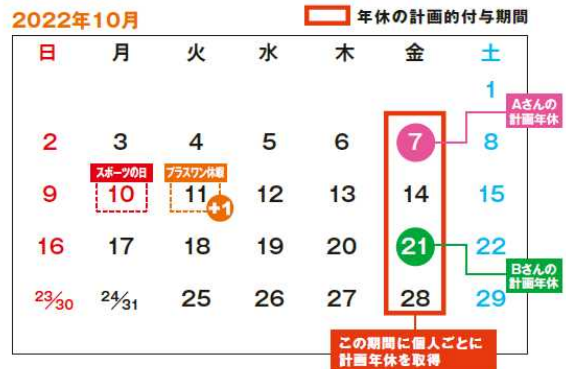 2022年10月
年休の計画的付与期間
日 月 火 水 木 金 土
1
Aさんの
計画年休
2 3 4 5 6 7 8
スポーツの日 プラスワン休暇
9 10 11 12 13 14 15
+1
16 17 18 19 20 21 22
Bさんの
計画年休
23/30 24/31 25 26 27 28 29
この期間に個人ごとに
計画年休を取得